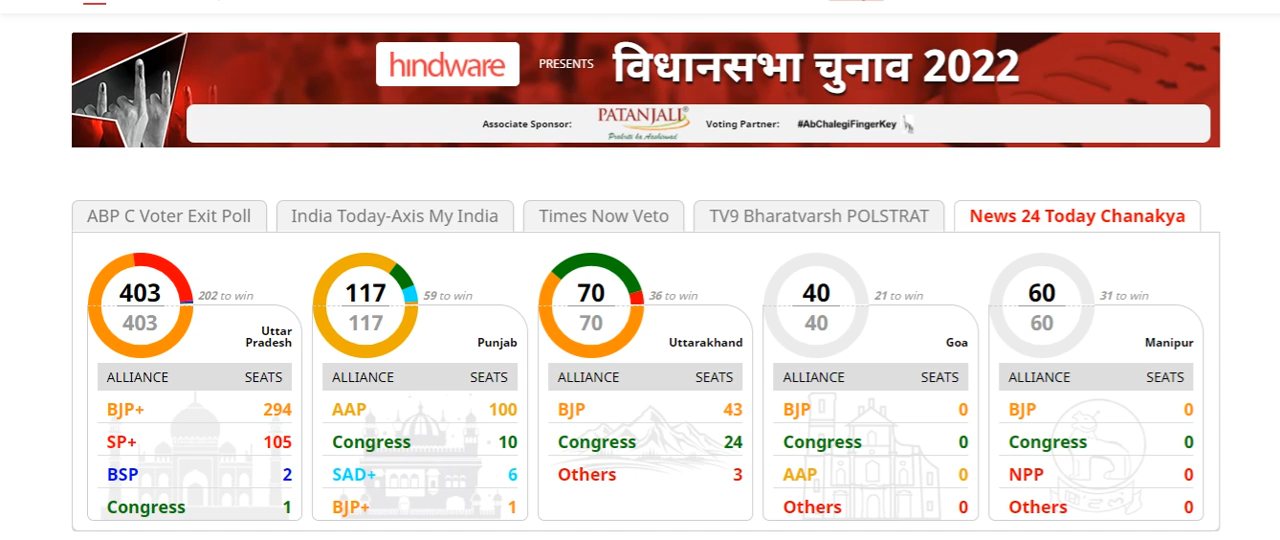 hindware PRESENTS विधानसभा चुनाव 2022
Associate Sponsor: PATANJALI® Prakriti ka Aashirwad Voting Partner: #AbChalegiFingerKey
ABP C Voter Exit Poll India Today-Axis My India Times Now Veto TV9 Bharatvarsh POLSTRAT News 24 Today Chanakya
403
403
202 to win
Uttar
Pradesh
ALLIANCE SEATS
BJP+ 294
SP+ 105
BSP 2
Congress 1
117
117
59 to win
Punjab
ALLIANCE SEATS
AAP 100
Congress 10
SAD+ 6
BJP+ 1
70
70
36 to win
Uttarakhand
ALLIANCE SEATS
BJP 43
Congress 24
Others 3
40
40
21 to win
Goa
ALLIANCE SEATS
BJP 0
Congress 0
AAP 0
Others 0
60
60
31 to win
Manipur
ALLIANCE SEATS
BJP 0
Congress 0
NPP 0
Others 0